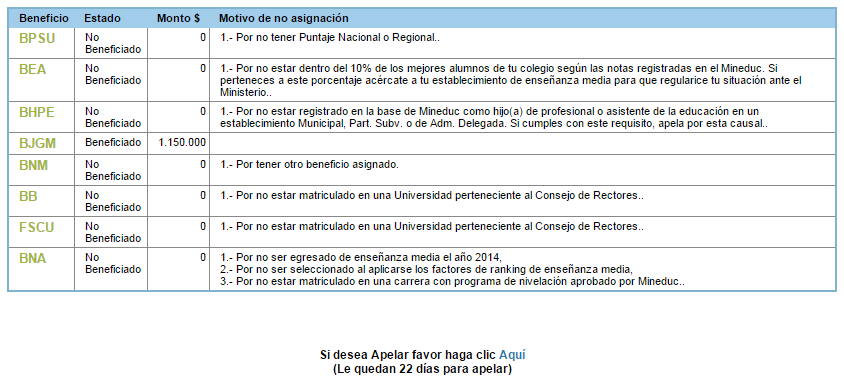 Beneficio Estado Monto $ Motivo de no asignación
BPSU No Beneficiado 0 1.- Por no tener Puntaje Nacional o Regional..
BEA No Beneficiado 0 1.- Por no estar dentro del 10% de los mejores alumnos de tu colegio según las notas registradas en el Mineduc. Si
perteneces a este porcentaje acércate a tu establecimiento de enseñanza media para que regularice tu situación ante el
Ministerio..
BHPE No Beneficiado 0 1.- Por no estar registrado en la base de Mineduc como hijo(a) de profesional o asistente de la educación en un
establecimiento Municipal, Part. Subv. o de Adm. Delegada. Si cumples con este requisito, apela por esta causal..
BJGM Beneficiado 1.150.000
BNM No Beneficiado 0 1.- Por tener otro beneficio asignado.
BB No Beneficiado 0 1.- Por no estar matriculado en una Universidad perteneciente al Consejo de Rectores..
FSCU No Beneficiado 0 1.- Por no estar matriculado en una Universidad perteneciente al Consejo de Rectores..
BNA No Beneficiado 0 1.- Por no ser egresado de enseñanza media el año 2014,
2.- Por no ser seleccionado al aplicarse los factores de ranking de enseñanza media,
3.- Por no estar matriculado en una carrera con programa de nivelación aprobado por Mineduc..
Si desea Apelar favor haga clic Aquí
(Le quedan 22 días para apelar)